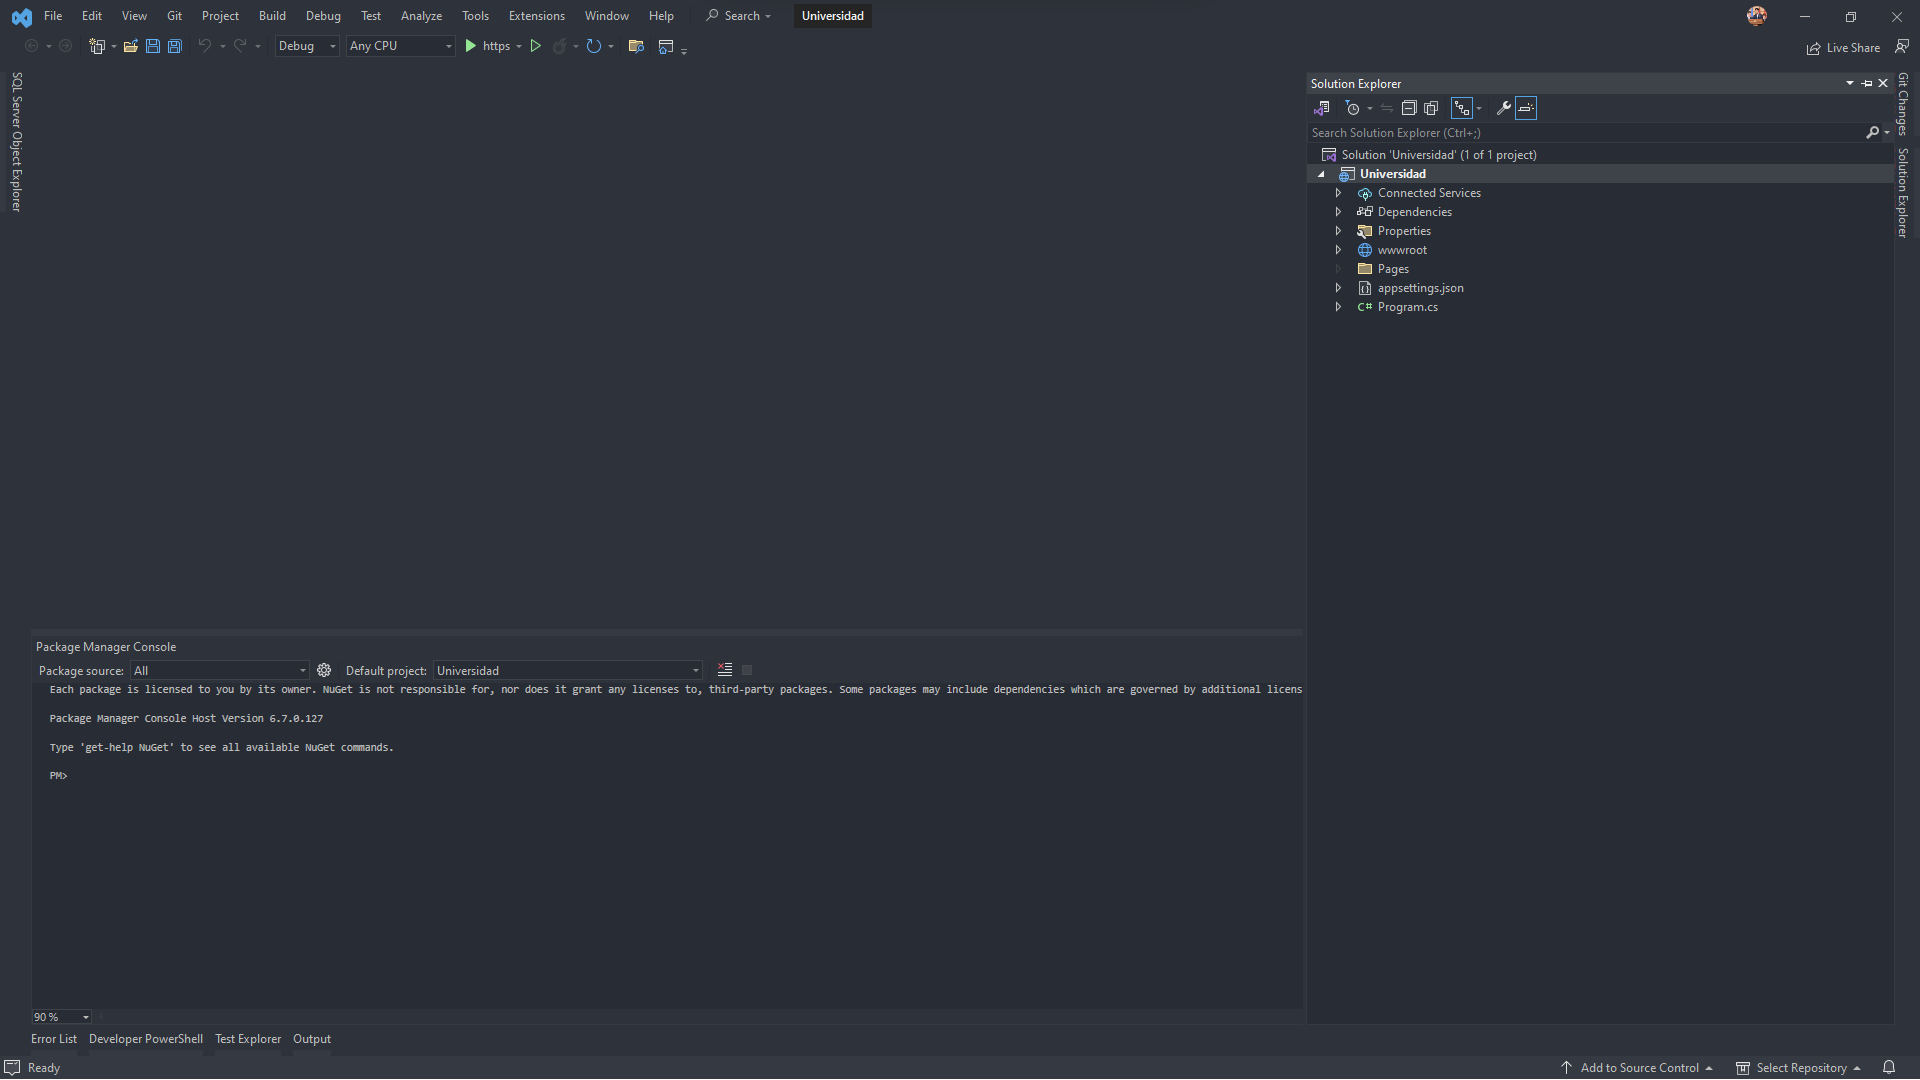 File Edit View Git Project Build Debug Test Analyze Tools Extensions Window Help Search Universidad
Debug Any CPU https Live Share
SQL Server Object Explorer
Solution Explorer
Search Solution Explorer (Ctrl+;)
Solution 'Universidad' (1 of 1 project)
Universidad
Connected Services
Dependencies
Properties
wwwroot
Pages
appsettings.json
C# Program.cs
Git Changes
Solution Explorer
Package Manager Console
Package source: All Default project: Universidad
Each package is licensed to you by its owner. NuGet is not responsible for, nor does it grant any licenses to, third-party packages. Some packages may include dependencies which are governed by additional licens
Package Manager Console Host Version 6.7.0.127
Type 'get-help NuGet' to see all available NuGet commands.
PM>
90 %
Error List Developer PowerShell Test Explorer Output
Ready Add to Source Control Select Repository